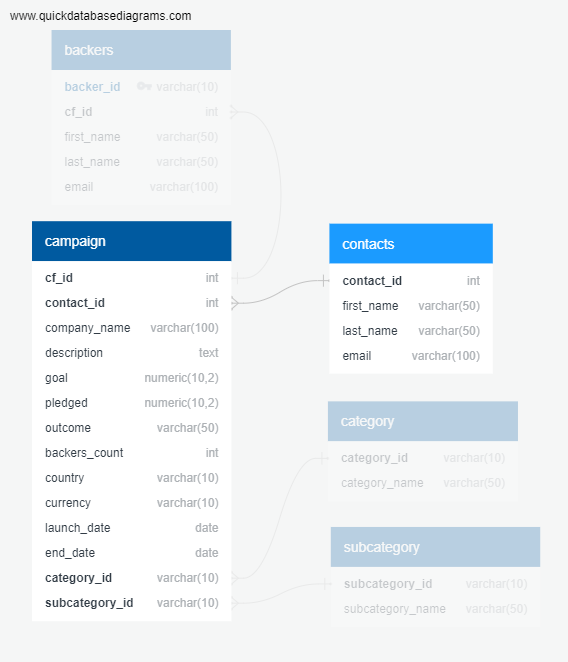 www.quickdatabasediagrams.com
backers
backer_id varchar(10)
cf_id int
first_name varchar(50)
last_name varchar(50)
email varchar(100)
campaign
cf_id int
contact_id int
company_name varchar(100)
description text
goal numeric(10,2)
pledged numeric(10,2)
outcome varchar(50)
backers_count int
country varchar(10)
currency varchar(10)
launch_date date
end_date date
category_id varchar(10)
subcategory_id varchar(10)
contacts
contact_id int
first_name varchar(50)
last_name varchar(50)
email varchar(100)
category
category_id varchar(10)
category_name varchar(50)
subcategory
subcategory_id varchar(10)
subcategory_name varchar(50)